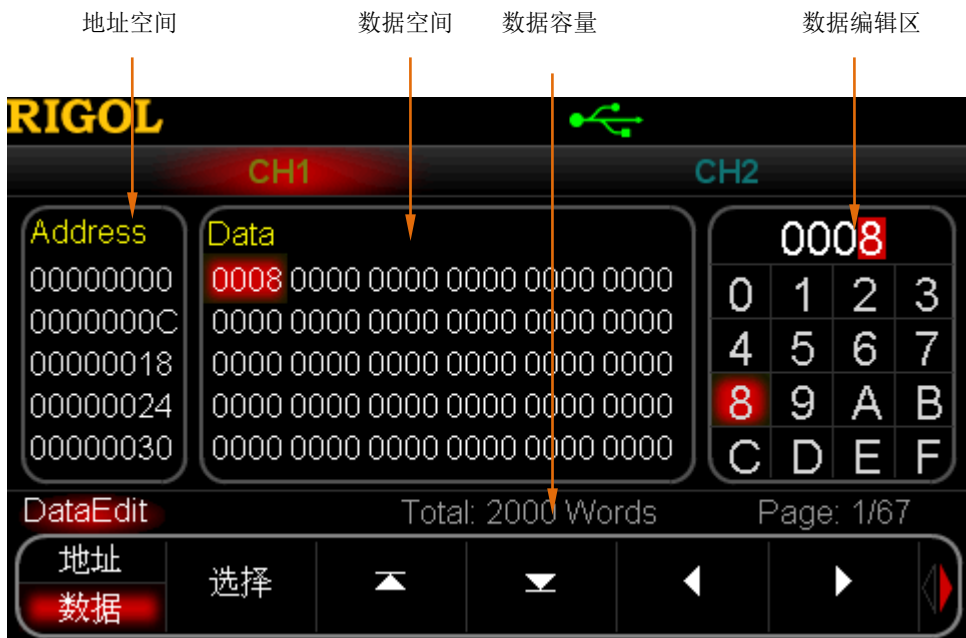 地址空间 数据空间 数据容量 数据编辑区
RIGOL
CH1 CH2
Address Data 0008
00000000 0008 0000 0000 0000 0000 0000
0 1 2 3
0000000C 0000 0000 0000 0000 0000 0000
4 5 6 7
00000018 0000 0000 0000 0000 0000 0000
00000024 0000 0000 0000 0000 0000 0000
8 9 A B
00000030 0000 0000 0000 0000 0000 0000
C D E F
DataEdit Total: 2000 Words Page: 1/67
地址
选择
数据